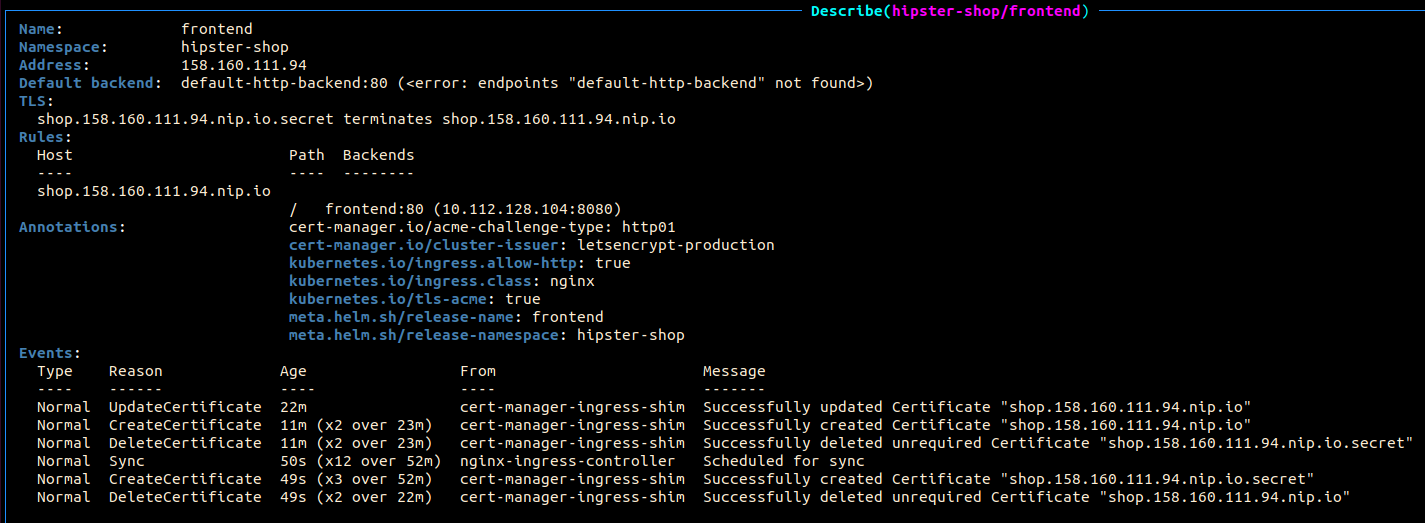 Describe(hipster-shop/frontend)
Name: frontend
Namespace: hipster-shop
Address: 158.160.111.94
Default backend: default-http-backend:80 (<error: endpoints "default-http-backend" not found>)
TLS:
shop.158.160.111.94.nip.io.secret terminates shop.158.160.111.94.nip.io
Rules:
Host Path Backends
---- ---- --------
shop.158.160.111.94.nip.io
/ frontend:80 (10.112.128.104:8080)
Annotations: cert-manager.io/acme-challenge-type: http01
cert-manager.io/cluster-issuer: letsencrypt-production
kubernetes.io/ingress.allow-http: true
kubernetes.io/ingress.class: nginx
kubernetes.io/tls-acme: true
meta.helm.sh/release-name: frontend
meta.helm.sh/release-namespace: hipster-shop
Events:
Type Reason Age From Message
---- ------ ---- ---- -------
Normal UpdateCertificate 22m cert-manager-ingress-shim Successfully updated Certificate "shop.158.160.111.94.nip.io"
Normal CreateCertificate 11m (x2 over 23m) cert-manager-ingress-shim Successfully created Certificate "shop.158.160.111.94.nip.io"
Normal DeleteCertificate 11m (x2 over 23m) cert-manager-ingress-shim Successfully deleted unrequired Certificate "shop.158.160.111.94.nip.io.secret"
Normal Sync 50s (x12 over 52m) nginx-ingress-controller Scheduled for sync
Normal CreateCertificate 49s (x3 over 52m) cert-manager-ingress-shim Successfully created Certificate "shop.158.160.111.94.nip.io.secret"
Normal DeleteCertificate 49s (x2 over 22m) cert-manager-ingress-shim Successfully deleted unrequired Certificate "shop.158.160.111.94.nip.io"